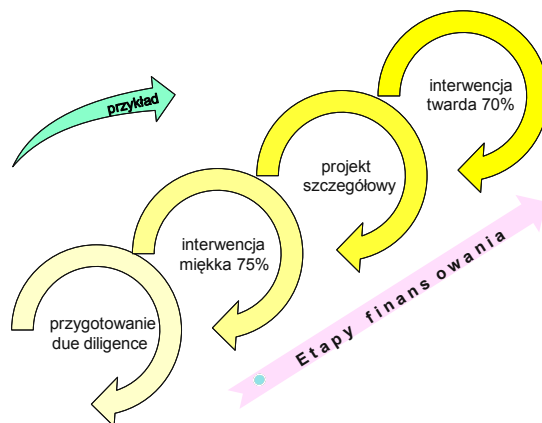 przykład
interwencja
twarda 70%
projekt
szczegółowy
interwencja
miękka 75%
przygotowanie
due diligence
Etapy finansowania